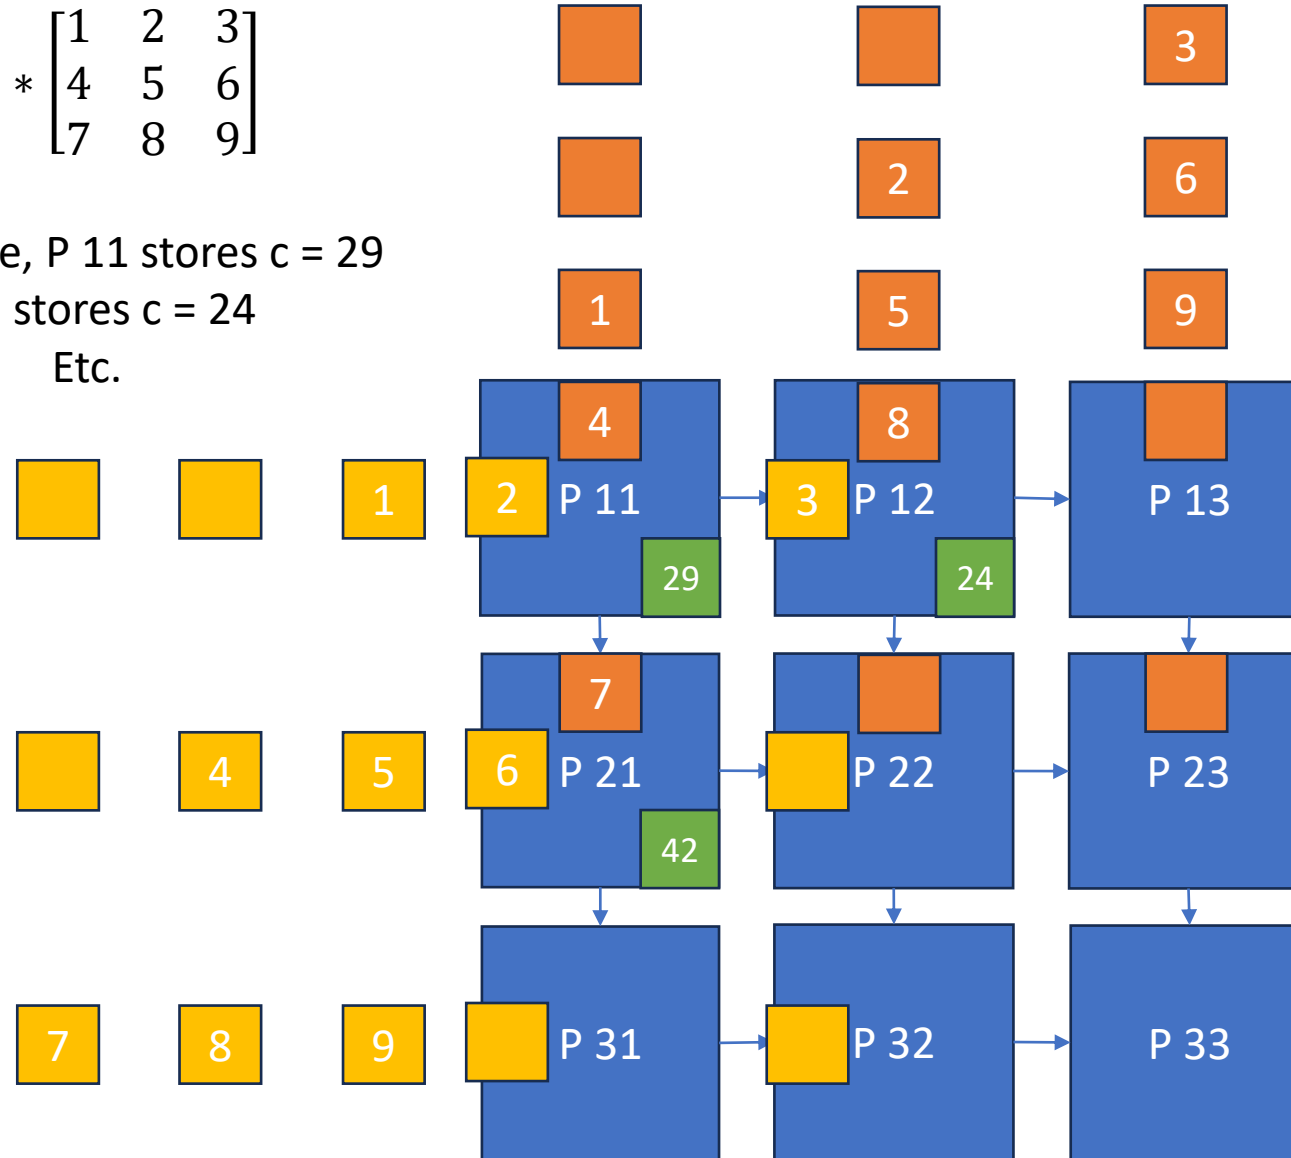 * [1 2 3
4 5 6
7 8 9]
e, P 11 stores c = 29
stores c = 24
Etc.
3
2 6
1 5 9
4 8
1 2 P 11 3 P 12 P 13
29 24
7
4 5 6 P 21 P 22 P 23
42
7 8 9 P 31 P 32 P 33